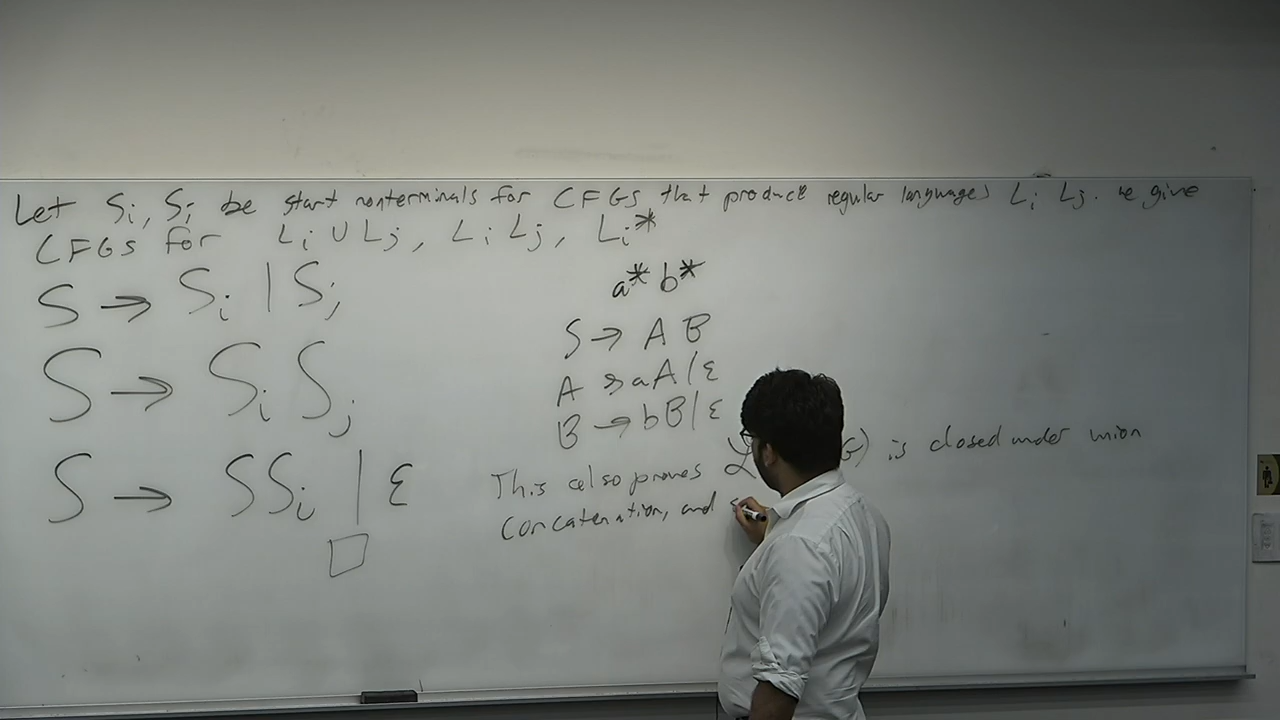 Let Si, Sj be start nonterminals for CFGs that produce regular languages Li Lj. we give
CFGs for Li ∪ Lj, Li Lj, Li*
S → Si | Sj
S → Si Sj
S → SSi | ε
□
a* b*
S → A B
A → aA | ε
B → bB | ε
This also proves G) is closed under union
concatenation, and